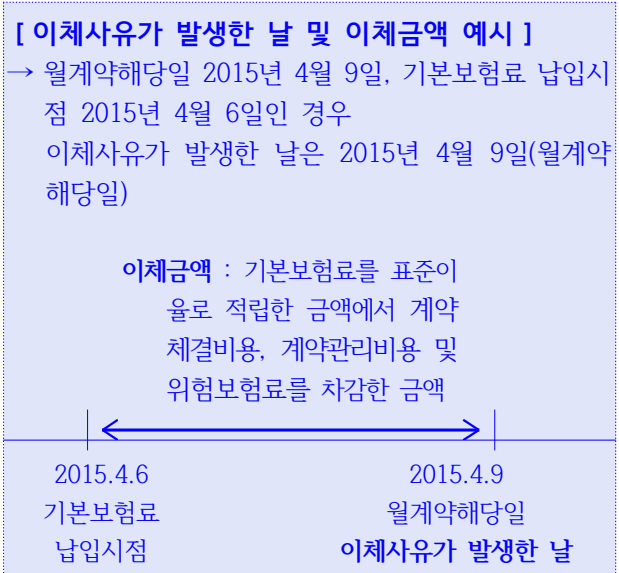 [ 이체사유가 발생한 날 및 이체금액 예시 ]
→ 월계약해당일 2015년 4월 9일, 기본보험료 납입시
점 2015년 4월 6일인 경우
이체사유가 발생한 날은 2015년 4월 9일(월계약
해당일)
이체금액 : 기본보험료를 표준이
율로 적립한 금액에서 계약
체결비용, 계약관리비용 및
위험보험료를 차감한 금액
2015.4.6 2015.4.9
기본보험료 월계약해당일
납입시점 이체사유가 발생한 날